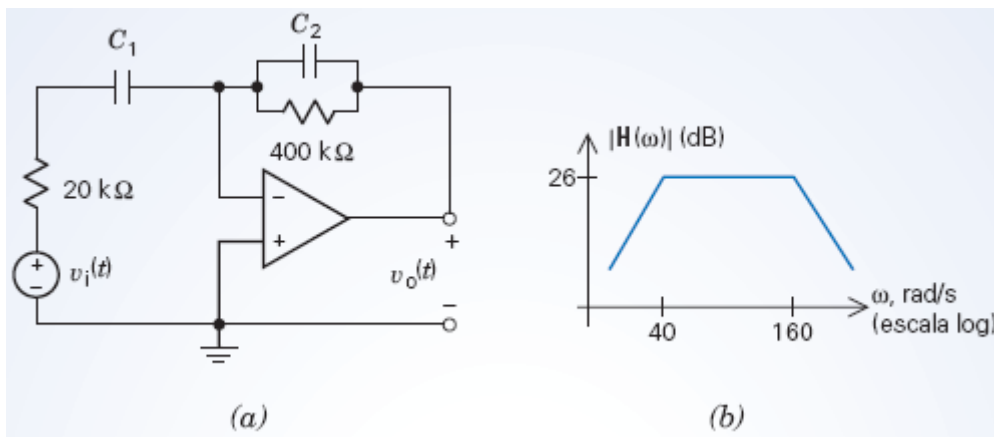 C₁
C₂
400 kΩ
20 kΩ
+
−
vᵢ(t)
−
+
+
vₒ(t)
−
(a)
|H(ω)| (dB)
26
40
160
ω, rad/s
(escala log)
(b)